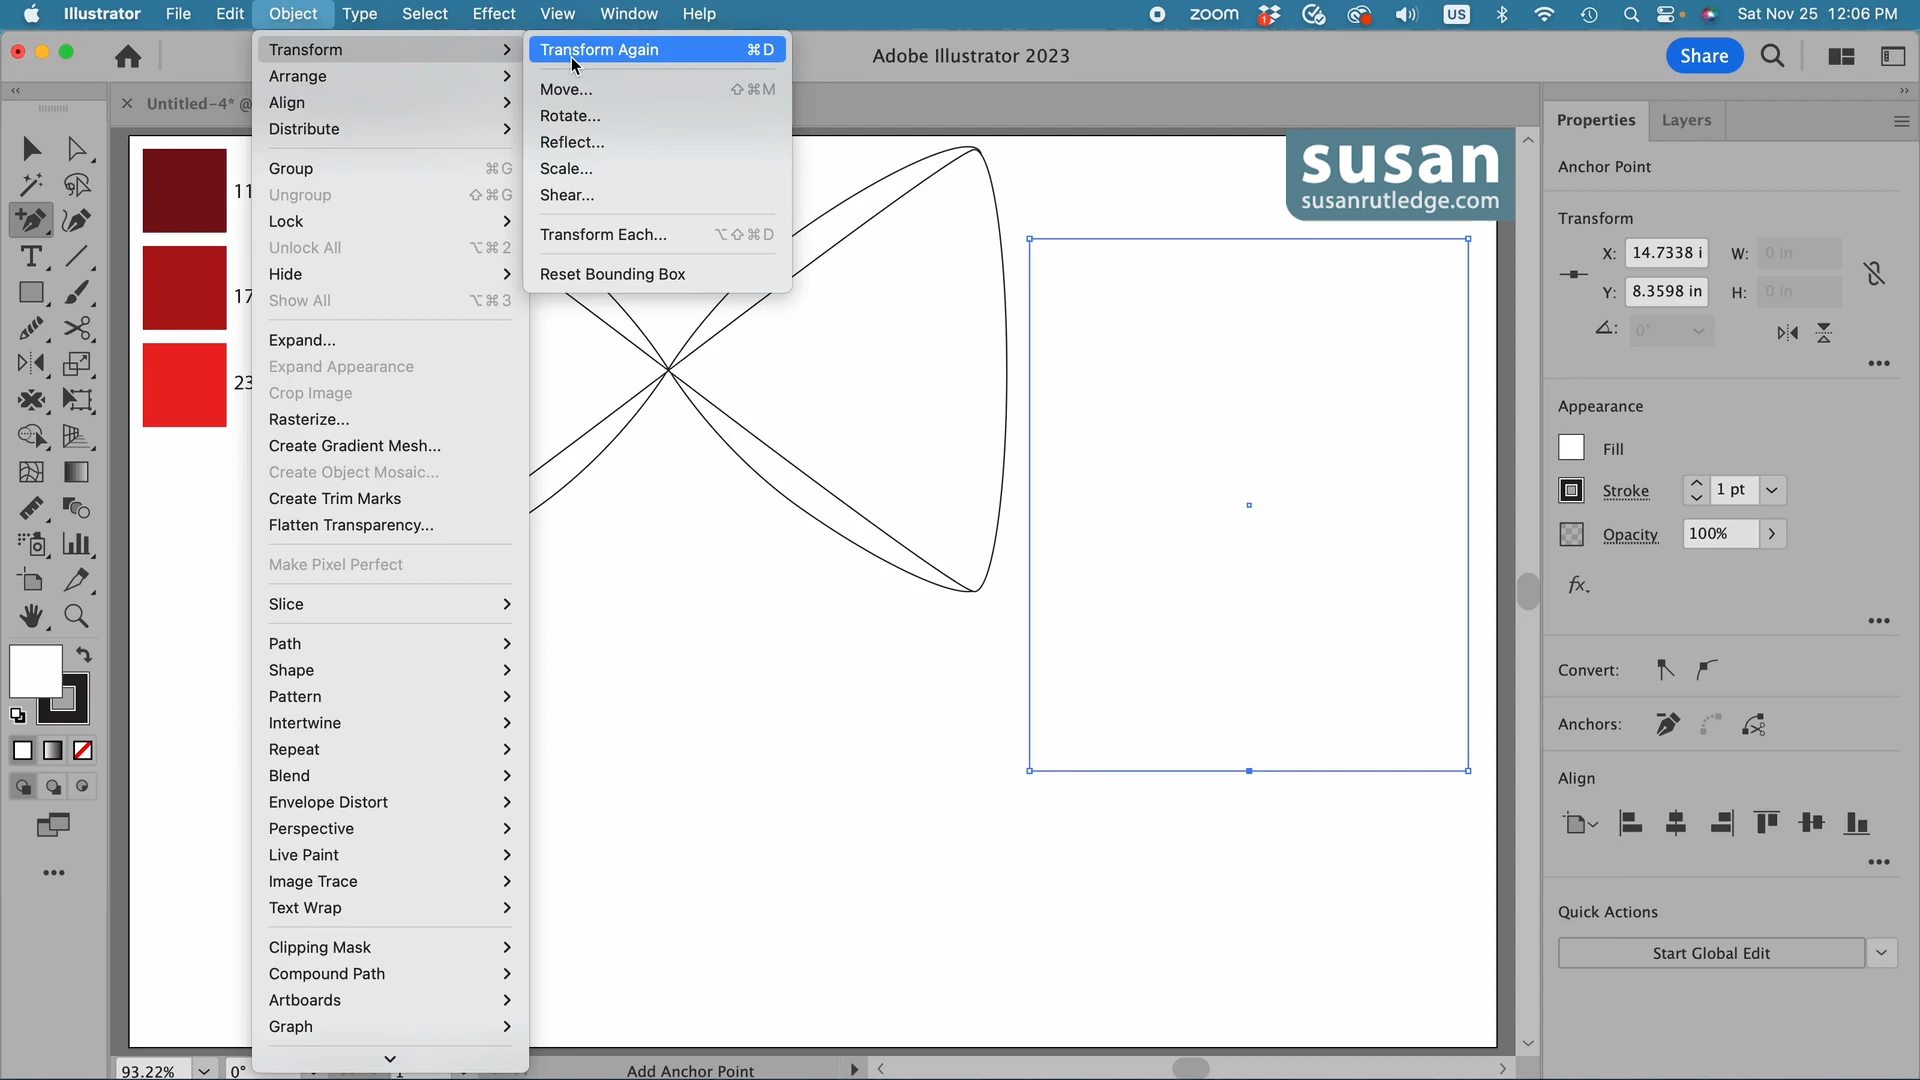 Illustrator File Edit Object Type Select Effect View Window Help
zoom
1
US
Sat Nov 25 12:06 PM
Adobe Illustrator 2023
Share
Untitled-4* @
Transform
Arrange
Align
Distribute
Group ⌘G
Ungroup ⇧⌘G
Lock
Unlock All ⌥⌘2
Hide
Show All ⌥⌘3
Expand...
Expand Appearance
Crop Image
Rasterize...
Create Gradient Mesh...
Create Object Mosaic...
Create Trim Marks
Flatten Transparency...
Make Pixel Perfect
Slice
Path
Shape
Pattern
Intertwine
Repeat
Blend
Envelope Distort
Perspective
Live Paint
Image Trace
Text Wrap
Clipping Mask
Compound Path
Artboards
Graph
Transform Again ⌘D
Move... ⇧⌘M
Rotate...
Reflect...
Scale...
Shear...
Transform Each... ⌥⇧⌘D
Reset Bounding Box
11
17
23
susan
susanrutledge.com
Properties Layers
Anchor Point
Transform
X: 14.7338 i W: 0 in
Y: 8.3598 in H: 0 in
0°
Appearance
Fill
Stroke 1 pt
Opacity 100%
fx.
Convert:
Anchors:
Align
Quick Actions
Start Global Edit
93.22% 0° 1 Add Anchor Point